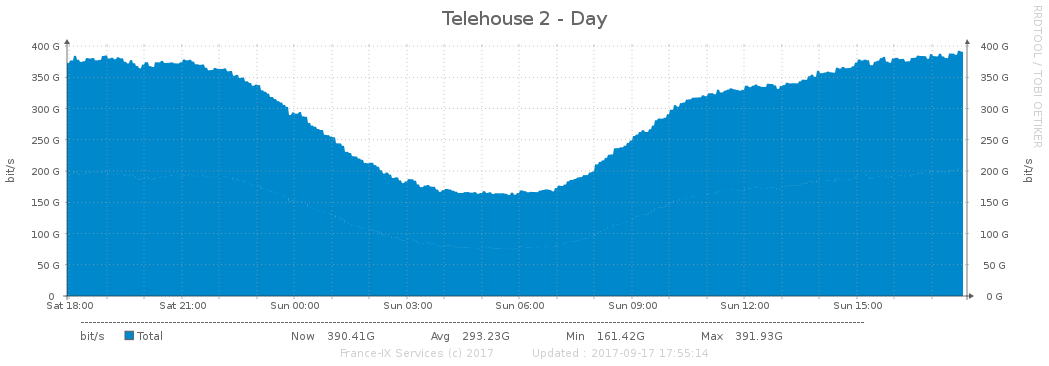 Telehouse 2 - Day
RRDTOOL / TOBI OETIKER
400 G 400 G
350 G 350 G
300 G 300 G
250 G 250 G
200 G 200 G
150 G 150 G
100 G 100 G
50 G 50 G
0 0 G
bit/s bit/s
Sat 18:00 Sat 21:00 Sun 00:00 Sun 03:00 Sun 06:00 Sun 09:00 Sun 12:00 Sun 15:00
bit/s Total Now 390.41G Avg 293.23G Min 161.42G Max 391.93G
France-IX Services (c) 2017 Updated : 2017-09-17 17:55:14